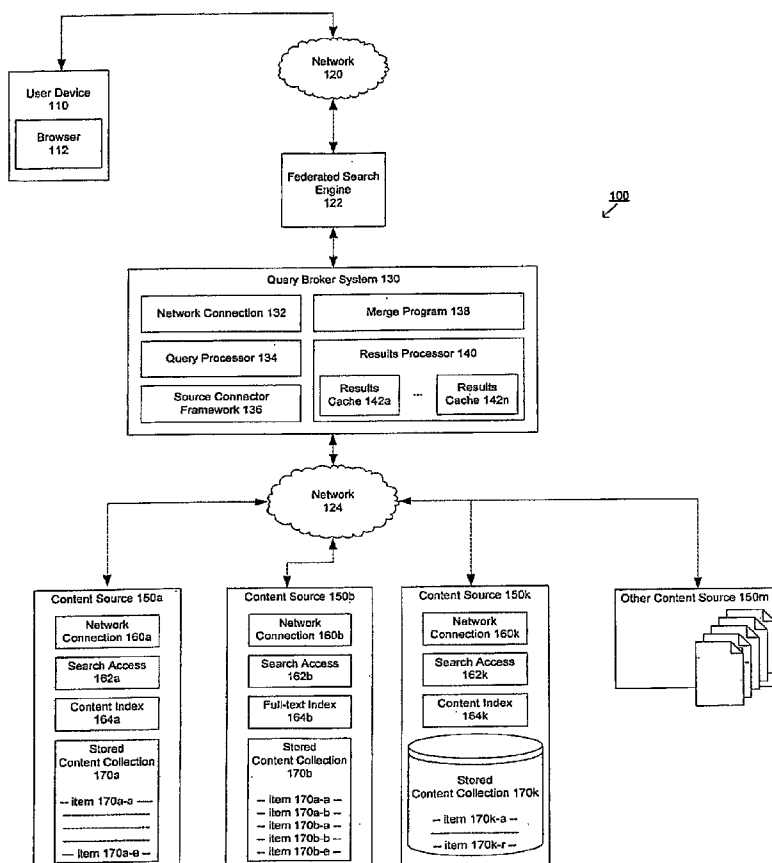 Network
120
User Device
110
Browser
112
Federated Search
Engine
122
100
Query Broker System 130
Network Connection 132
Merge Program 138
Query Processor 134
Results Processor 140
Source Connector
Framework 136
Results
Cache 142a
...
Results
Cache 142n
Network
124
Content Source 150a
Network
Connection 160a
Search Access
162a
Content Index
164a
Stored
Content Collection
170a
-- item 170a-a --
-- item 170a-e --
Content Source 150b
Network
Connection 160b
Search Access
162b
Full-text Index
164b
Stored
Content Collection
170b
-- item 170a-a --
-- item 170a-b --
-- item 170b-a --
-- item 170b-b --
-- item 170b-e --
Content Source 150k
Network
Connection 160k
Search Access
162k
Content Index
164k
Stored
Content Collection 170k
-- item 170k-a --
-- item 170k-r --
Other Content Source 150m